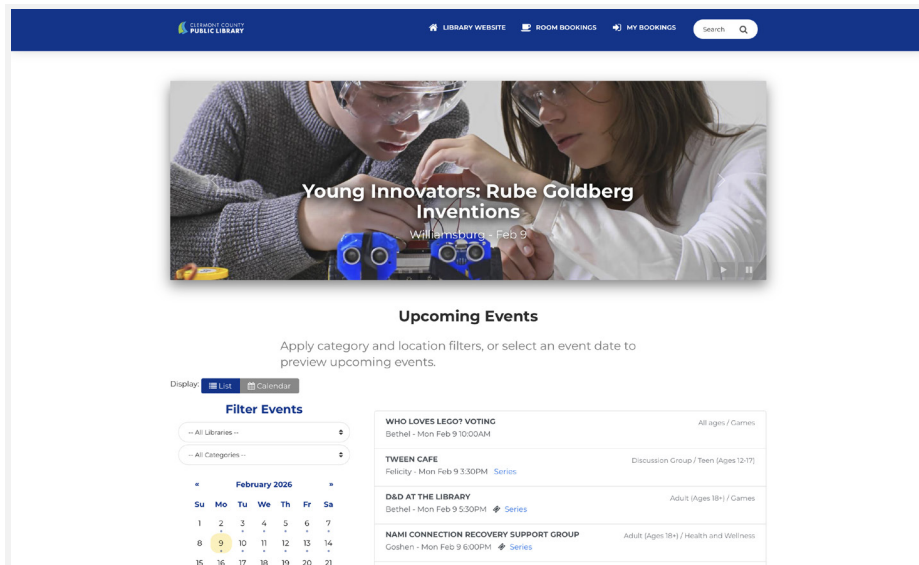 CLERMONT COUNTY
PUBLIC LIBRARY
LIBRARY WEBSITE
ROOM BOOKINGS
MY BOOKINGS
Search
Young Innovators: Rube Goldberg
Inventions
Williamsburg - Feb 9
Upcoming Events
Apply category and location filters, or select an event date to
preview upcoming events.
Display: List Calendar
Filter Events
-- All Libraries --
-- All Categories --
« February 2026 »
Su Mo Tu We Th Fr Sa
1 2 3 4 5 6 7
8 9 10 11 12 13 14
15 16 17 18 19 20 21
WHO LOVES LEGO? VOTING All ages / Games
Bethel - Mon Feb 9 10:00AM
TWEEN CAFE Discussion Group / Teen (Ages 12-17)
Felicity - Mon Feb 9 3:30PM Series
D&D AT THE LIBRARY Adult (Ages 18+) / Games
Bethel - Mon Feb 9 5:30PM Series
NAMI CONNECTION RECOVERY SUPPORT GROUP Adult (Ages 18+) / Health and Wellness
Goshen - Mon Feb 9 6:00PM Series